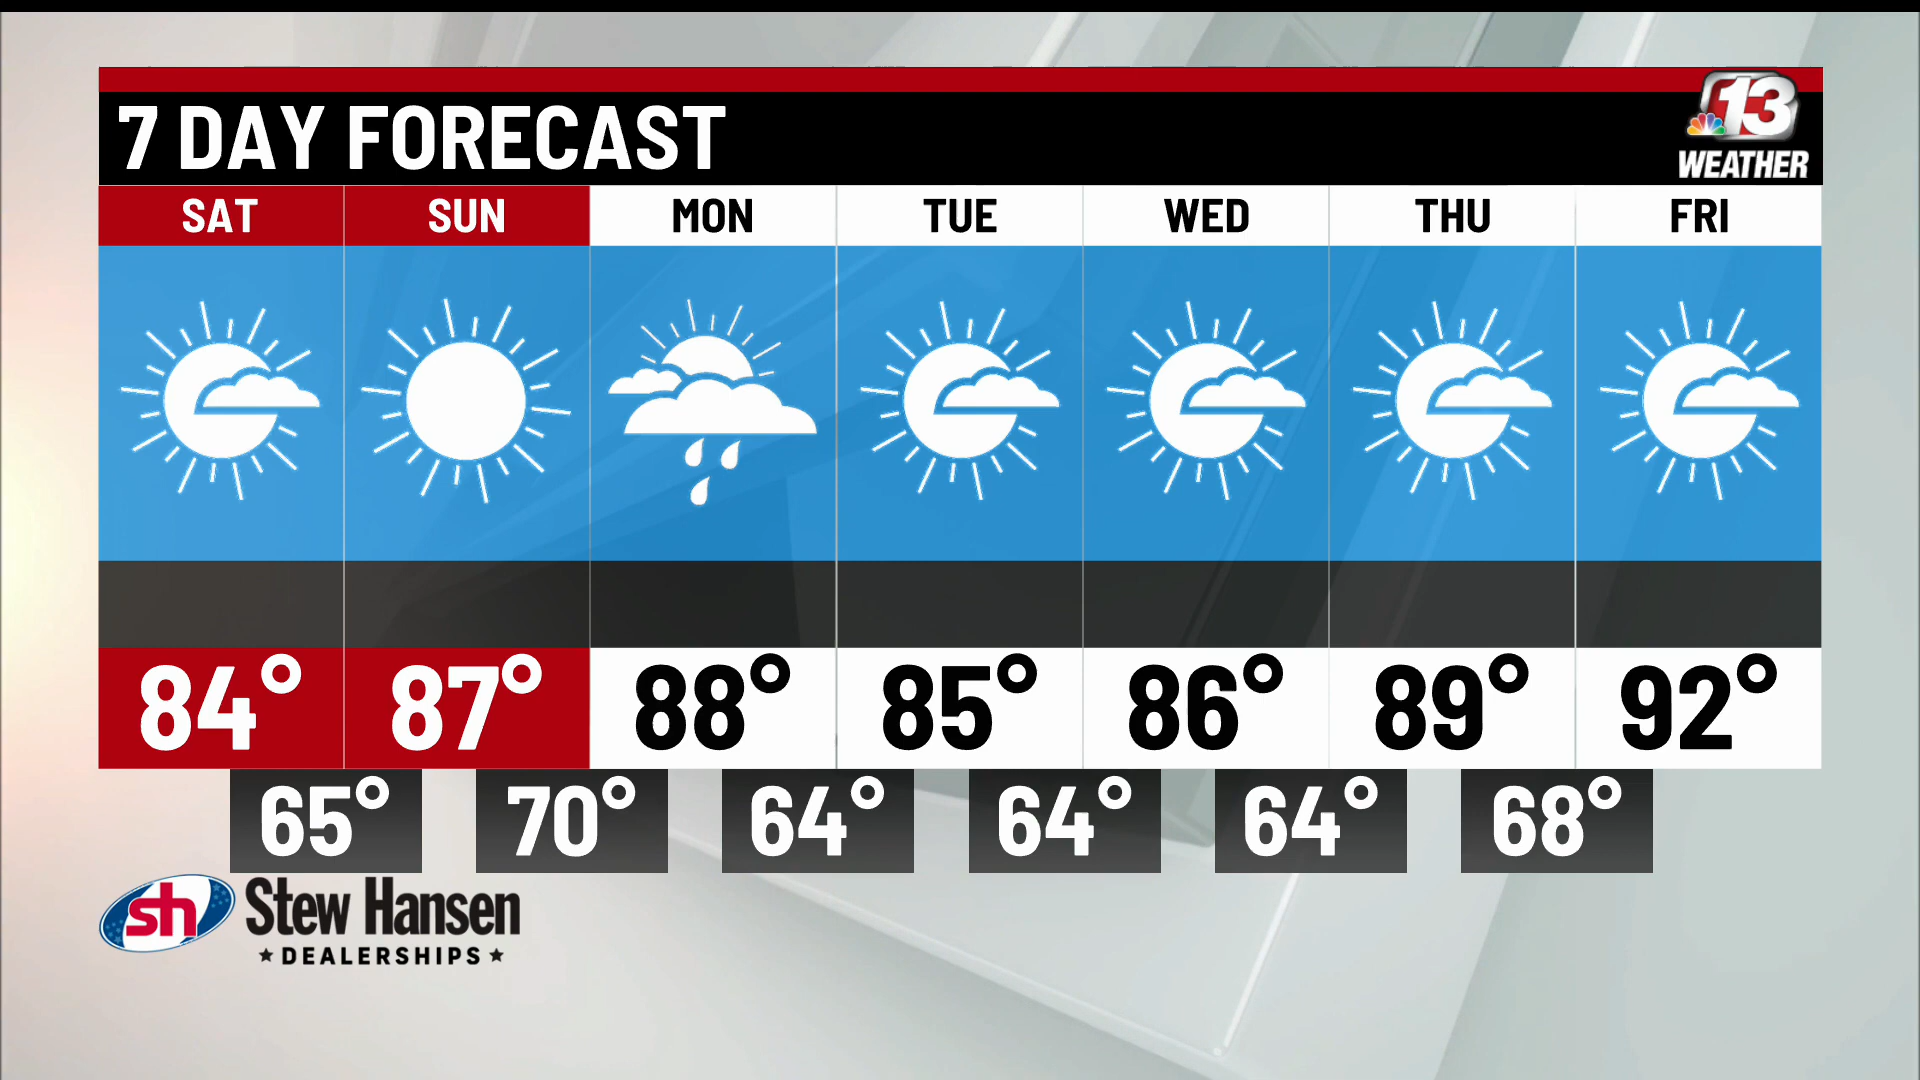 7 DAY FORECAST
13
WEATHER
SAT SUN MON TUE WED THU FRI
84° 87° 88° 85° 86° 89° 92°
65° 70° 64° 64° 64° 68°
sh Stew Hansen
★DEALERSHIPS★